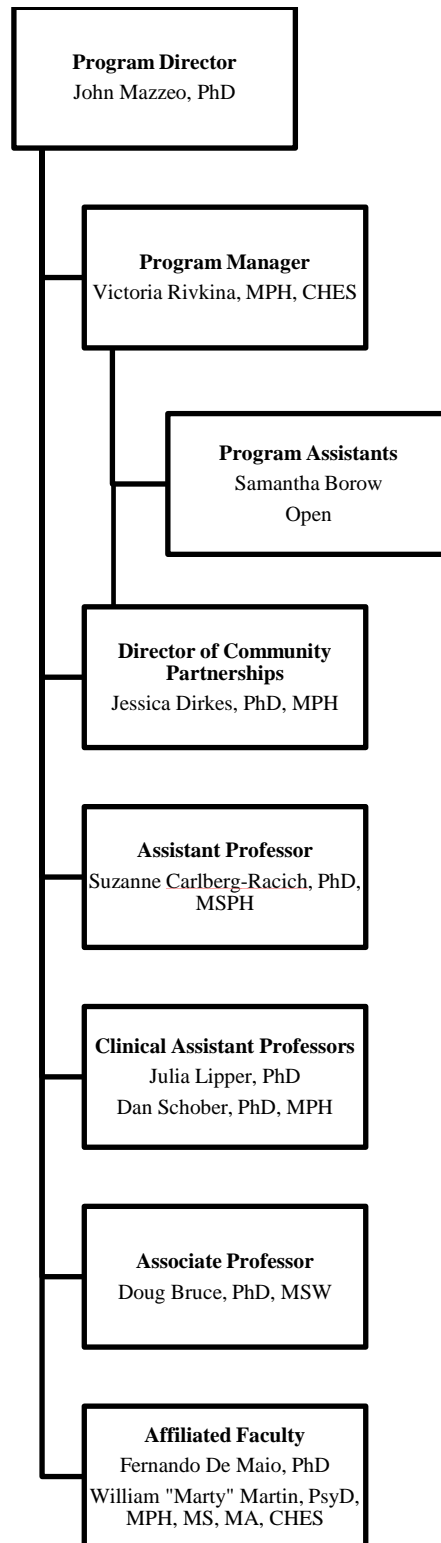 Program Director
John Mazzeo, PhD
Program Manager
Victoria Rivkina, MPH, CHES
Program Assistants
Samantha Borow
Open
Director of Community
Partnerships
Jessica Dirkes, PhD, MPH
Assistant Professor
Suzanne Carlberg-Racich, PhD,
MSPH
Clinical Assistant Professors
Julia Lipper, PhD
Dan Schober, PhD, MPH
Associate Professor
Doug Bruce, PhD, MSW
Affiliated Faculty
Fernando De Maio, PhD
William "Marty" Martin, PsyD,
MPH, MS, MA, CHES